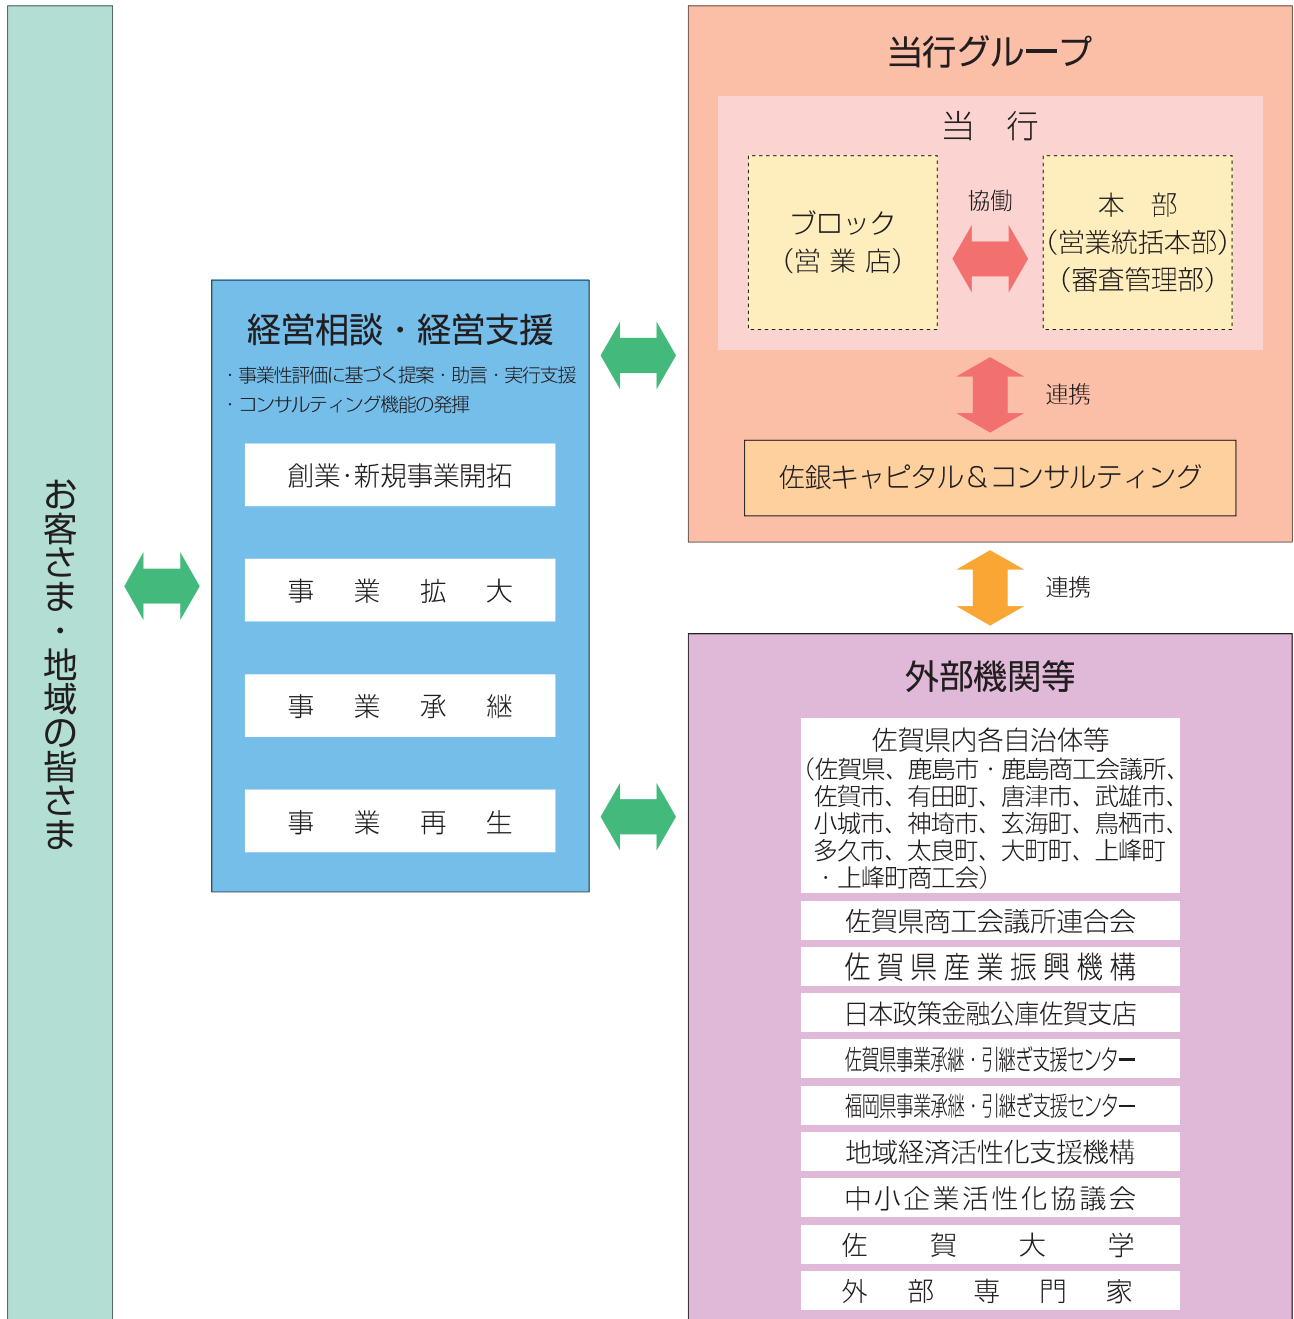 お客さま・地域の皆さま
経営相談・経営支援
・事業性評価に基づく提案・助言・実行支援
・コンサルティング機能の発揮
創業・新規事業開拓
事業拡大
事業承継
事業再生
当行グループ
当 行
ブロック
（営業店）
協働
本 部
（営業統括本部）
（審査管理部）
連携
佐銀キャピタル＆コンサルティング
連携
外部機関等
佐賀県内各自治体等
（佐賀県、鹿島市・鹿島商工会議所、
佐賀市、有田町、唐津市、武雄市、
小城市、神埼市、玄海町、鳥栖市、
多久市、太良町、大町町、上峰町
・上峰町商工会）
佐賀県商工会議所連合会
佐賀県産業振興機構
日本政策金融公庫佐賀支店
佐賀県事業承継・引継ぎ支援センター
福岡県事業承継・引継ぎ支援センター
地域経済活性化支援機構
中小企業活性化協議会
佐賀大学
外部専門家